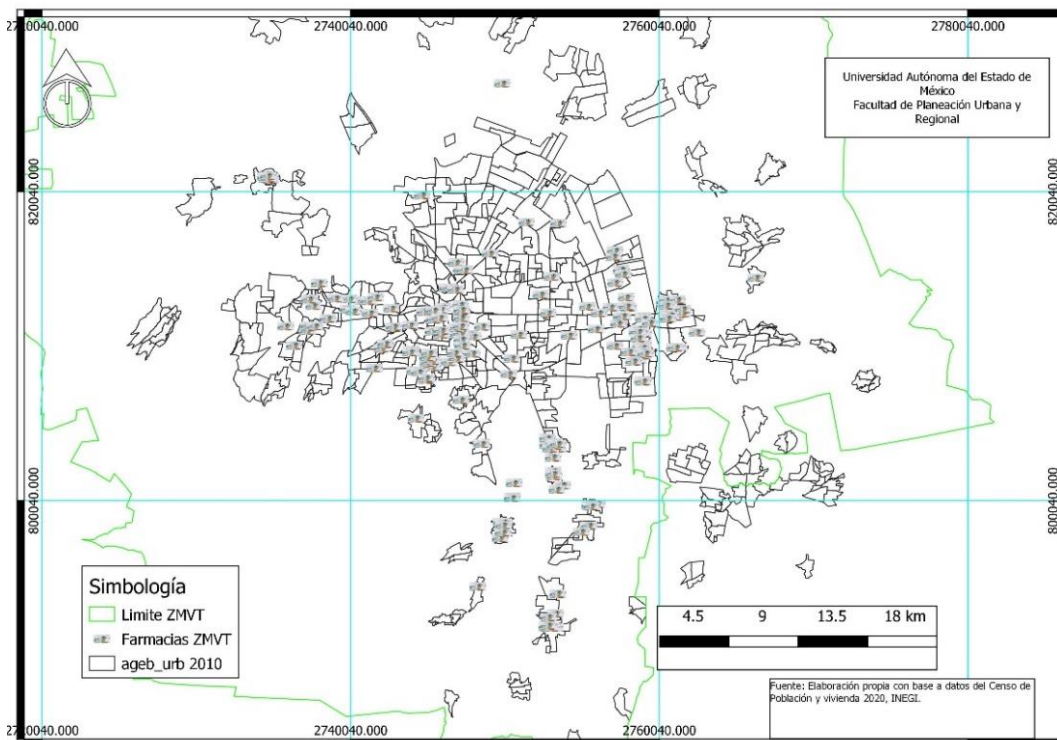 2740040.000
2760040.000
2780040.000
Universidad Autónoma del Estado de
México
Facultad de Planeación Urbana y
Regional
820040.000
820040.000
800040.000
800040.000
Simbología
Limite ZMVT
Farmacias ZMVT
ageb_urb 2010
4.5 9 13.5 18 km
Fuente: Elaboración propia con base a datos del Censo de
Población y vivienda 2020, INEGI.
2740040.000
2760040.000
2780040.000